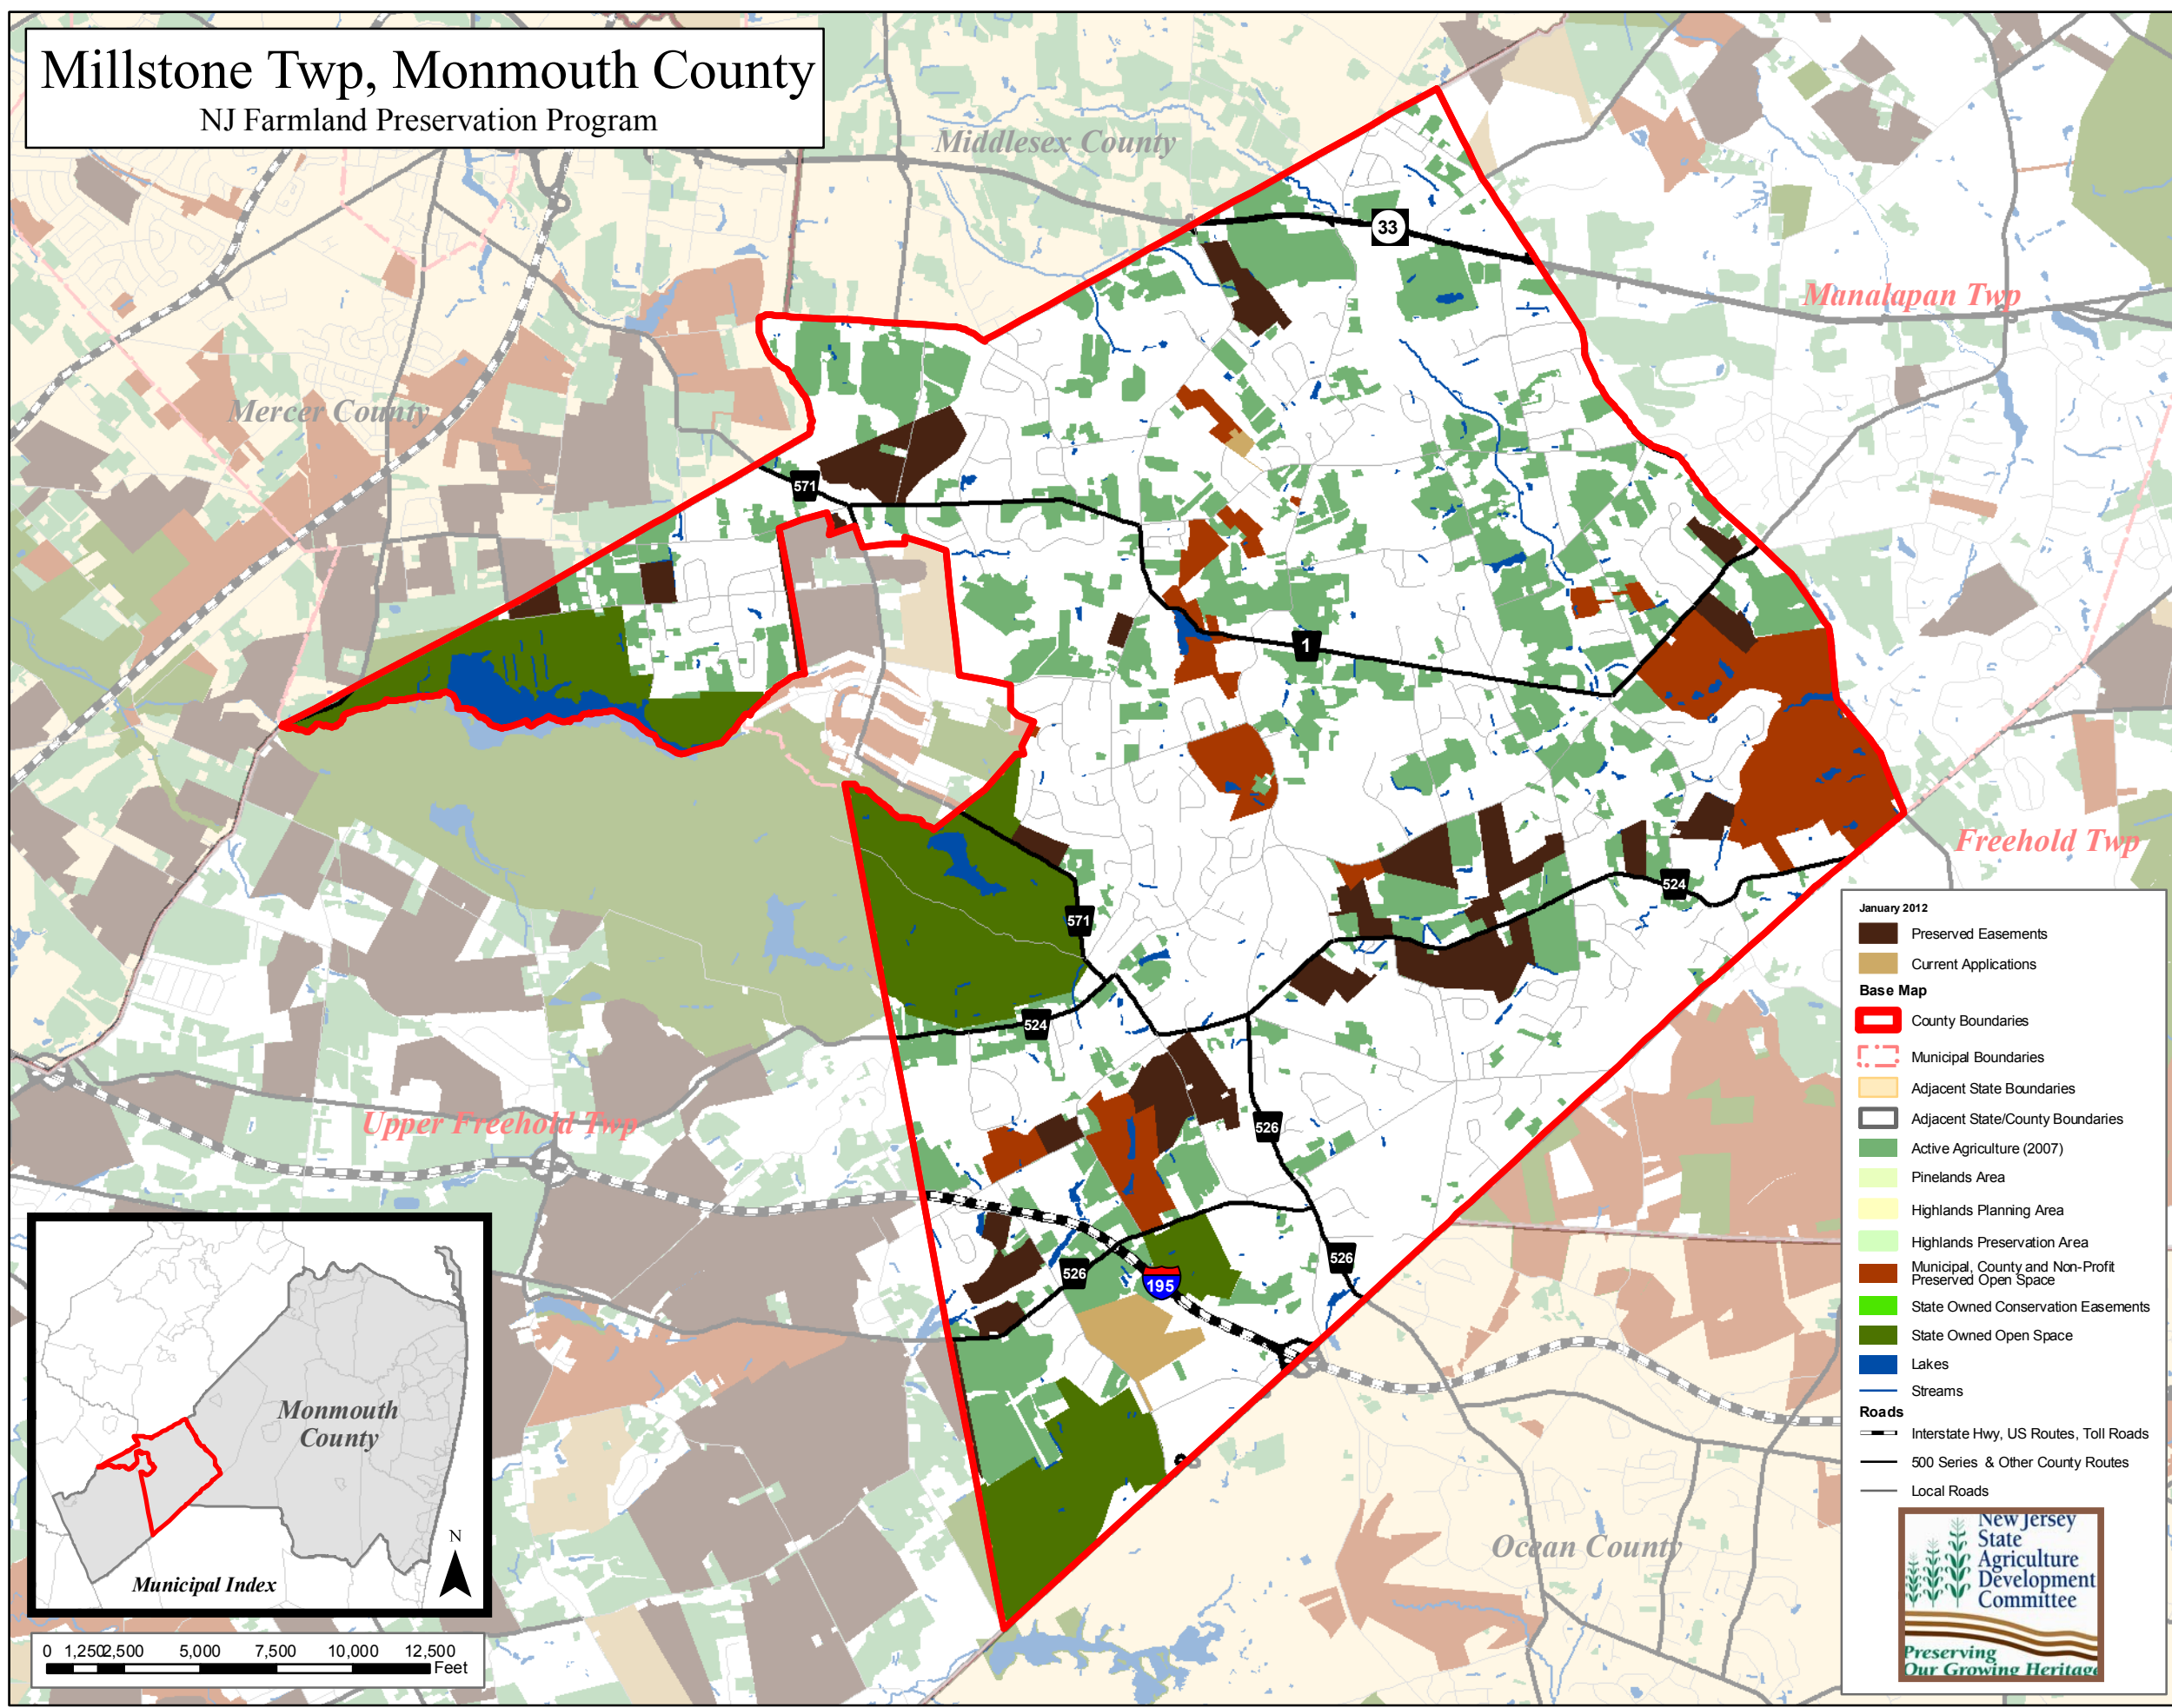 Millstone Twp, Monmouth County
NJ Farmland Preservation Program
Middlesex County
33
Manalapan Twp
Mercer County
571
1
Freehold Twp
524
571
524
Upper Freehold Twp
526
526
526
195
Ocean County
January 2012
Preserved Easements
Current Applications
Base Map
County Boundaries
Municipal Boundaries
Adjacent State Boundaries
Adjacent State/County Boundaries
Active Agriculture (2007)
Pinelands Area
Highlands Planning Area
Highlands Preservation Area
Municipal, County and Non-Profit
Preserved Open Space
State Owned Conservation Easements
State Owned Open Space
Lakes
Streams
Roads
Interstate Hwy, US Routes, Toll Roads
500 Series & Other County Routes
Local Roads
New Jersey
State
Agriculture
Development
Committee
Preserving
Our Growing Heritage
Monmouth
County
N
Municipal Index
0 1,250 2,500 5,000 7,500 10,000 12,500
Feet